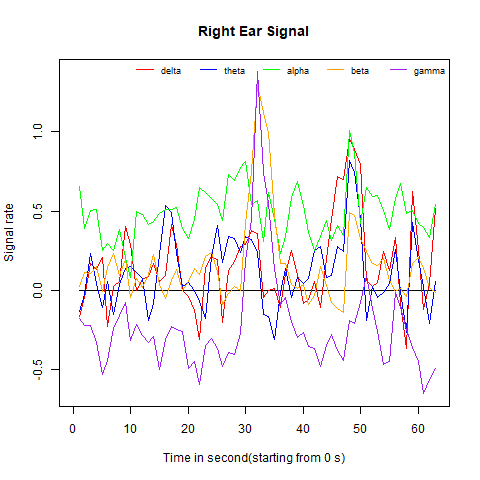 Right Ear Signal
delta theta alpha beta gamma
Signal rate
1.0
0.5
0.0
-0.5
0 10 20 30 40 50 60
Time in second(starting from 0 s)